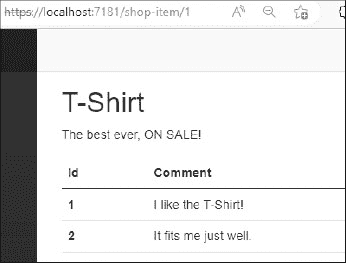 https://localhost:7181/shop-item/1
T-Shirt
The best ever, ON SALE!
Id Comment
1 I like the T-Shirt!
2 It fits me just well.